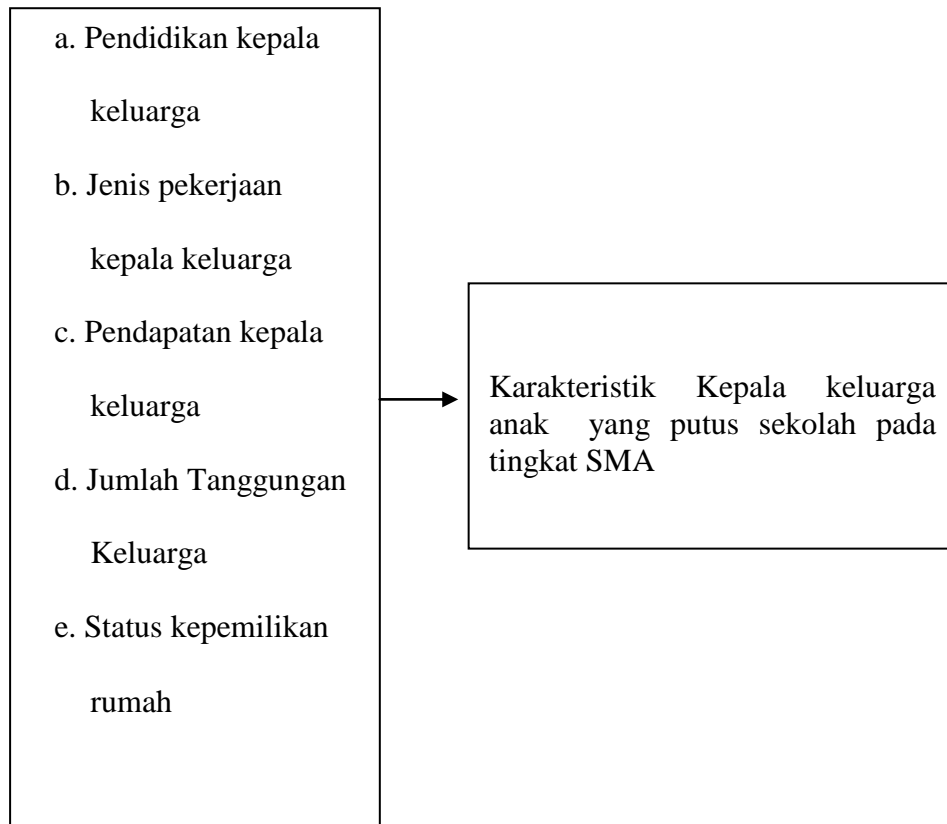 a. Pendidikan kepala
keluarga
b. Jenis pekerjaan
kepala keluarga
c. Pendapatan kepala
keluarga
d. Jumlah Tanggungan
Keluarga
e. Status kepemilikan
rumah
Karakteristik Kepala keluarga
anak yang putus sekolah pada
tingkat SMA